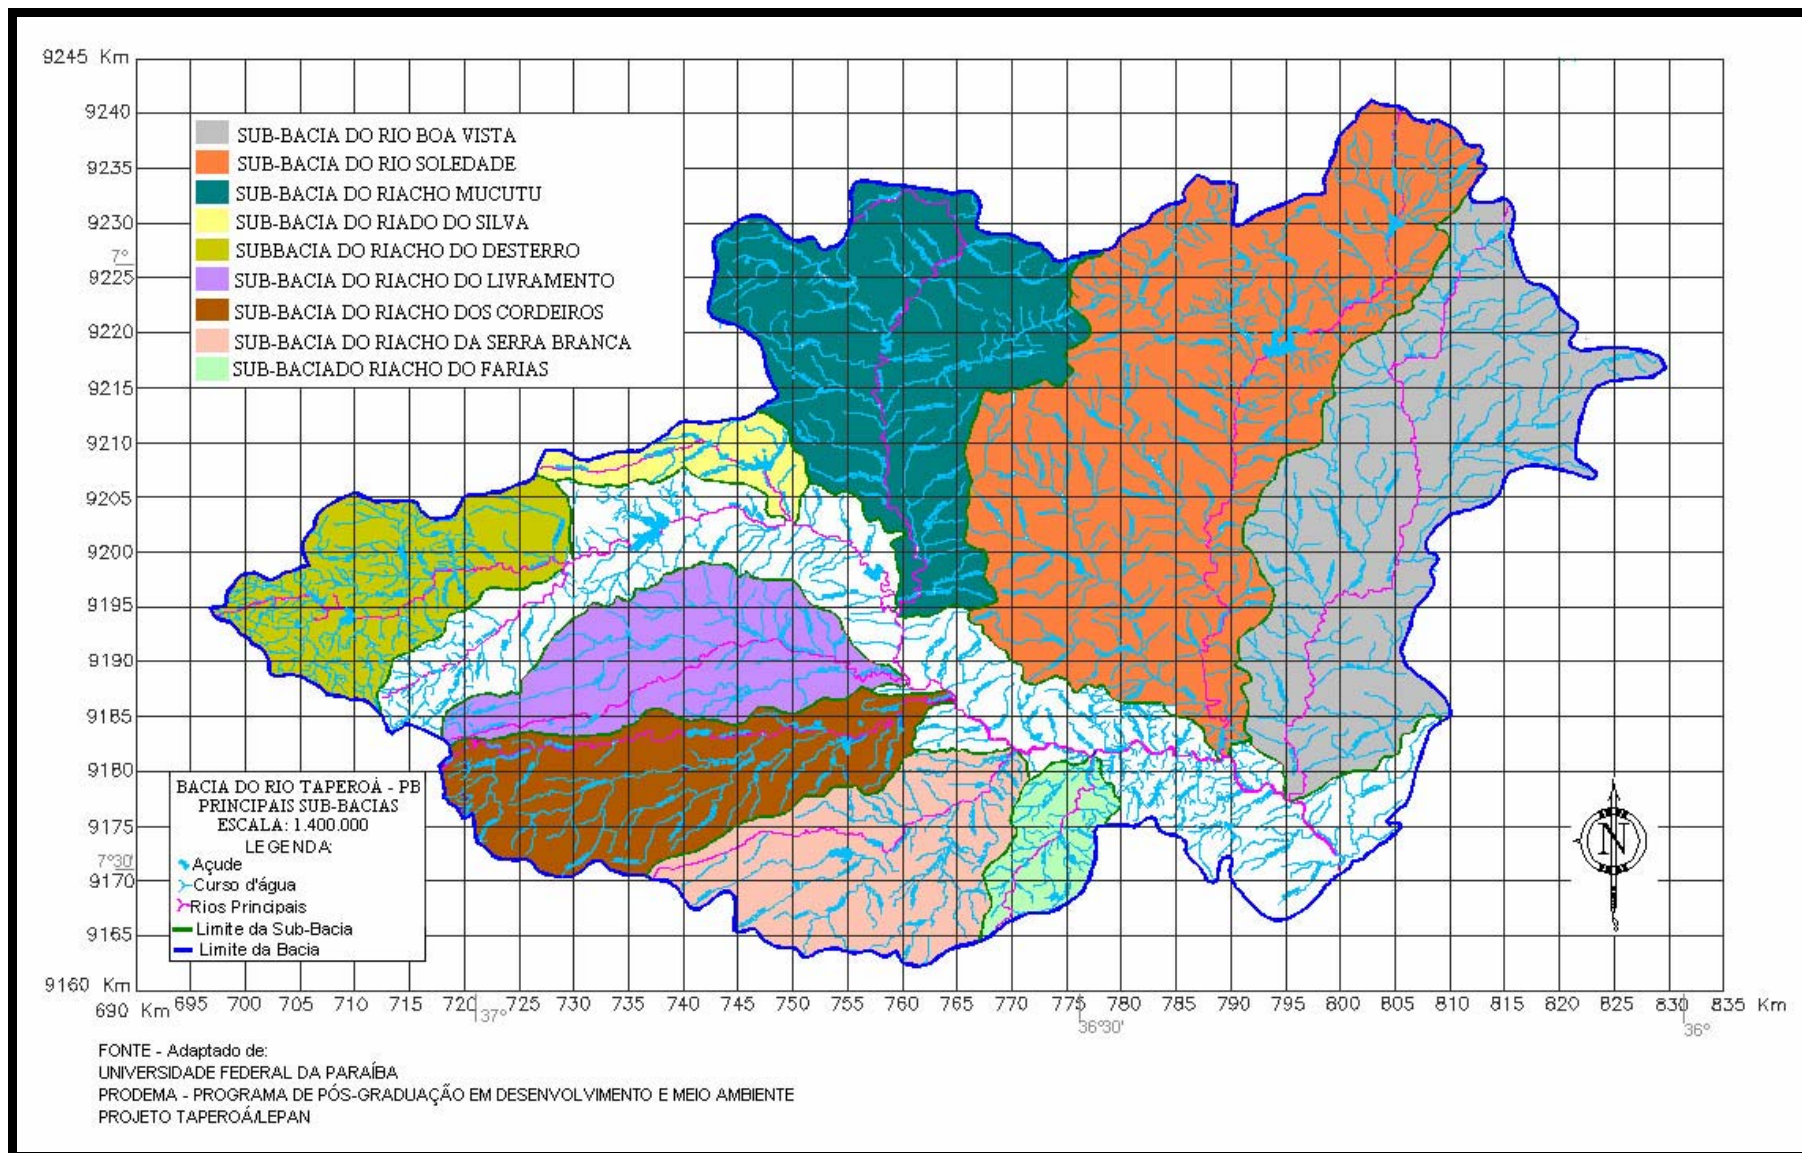 9245 Km
9240
9235
9230
7°
9225
9220
9215
9210
9205
9200
9195
9190
9185
9180
9175
7°30'
9170
9165
9160 Km
SUB-BACIA DO RIO BOA VISTA
SUB-BACIA DO RIO SOLEDADE
SUB-BACIA DO RIACHO MUCUTU
SUB-BACIA DO RIADO DO SILVA
SUBBACIA DO RIACHO DO DESTERRO
SUB-BACIA DO RIACHO DO LIVRAMENTO
SUB-BACIA DO RIACHO DOS CORDEIROS
SUB-BACIA DO RIACHO DA SERRA BRANCA
SUB-BACIADO RIACHO DO FARIAS
BACIA DO RIO TAPEROÁ - PB
PRINCIPAIS SUB-BACIAS
ESCALA: 1.400.000
LEGENDA:
Açude
Curso d'água
Rios Principais
Limite da Sub-Bacia
Limite da Bacia
N
690 Km 695 700 705 710 715 720 725 730 735 740 745 750 755 760 765 770 775 780 785 790 795 800 805 810 815 820 825 830 835 Km
37° 36°30' 36°
FONTE - Adaptado de:
UNIVERSIDADE FEDERAL DA PARAÍBA
PRODEMA - PROGRAMA DE PÓS-GRADUAÇÃO EM DESENVOLVIMENTO E MEIO AMBIENTE
PROJETO TAPEROÁ/LEPAN